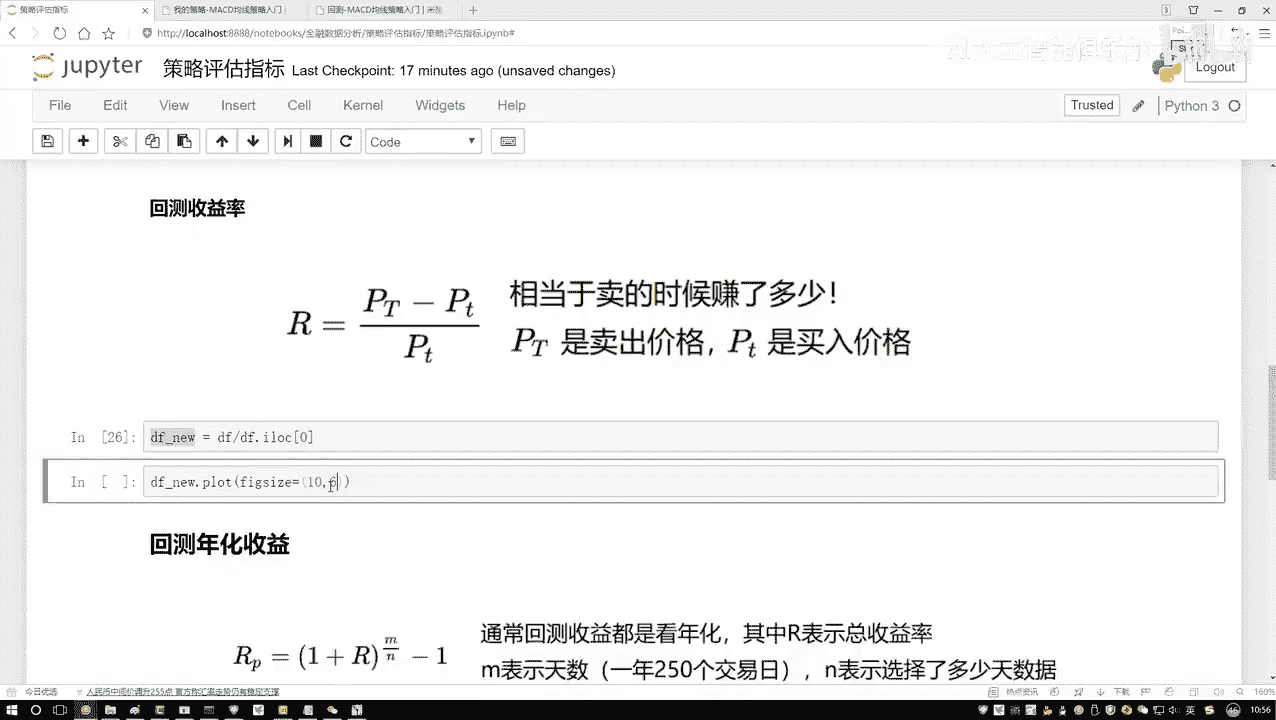 策略评估指标
我的策略-MACD均线策略入门
回测-MACD均线策略入门 | 米筐
http://localhost:8888/notebooks/金融数据分析/策略评估指标/策略评估指标.ipynb#
jupyter 策略评估指标 Last Checkpoint: 17 minutes ago (unsaved changes)
Logout
File Edit View Insert Cell Kernel Widgets Help
Trusted
Python 3
Code
回测收益率
R = \frac{P_T - P_t}{P_t}
相当于卖的时候赚了多少!
P_T 是卖出价格, P_t 是买入价格
In [26]: df_new = df/df.iloc[0]
In [ ]: df_new.plot(figsize=(10,6))
回测年化收益
R_p = (1 + R)^{\frac{m}{n}} - 1
通常回测收益都是看年化，其中R表示总收益率
m表示天数（一年250个交易日），n表示选择了多少天数据
今日优选
人民币中间价调升255点 官方称汇率走势仍有稳定支撑
热点资讯
下载
160%
英
10:56